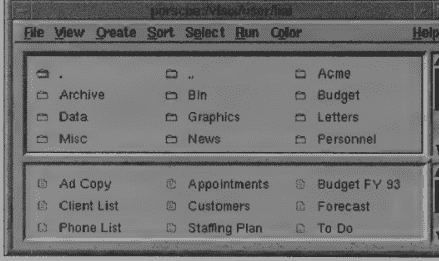 File View Create Sort Select Run Color Help
. .. Acme
Archive Bin Budget
Data Graphics Letters
Misc News Personnel
Ad Copy Appointments Budget FY 93
Client List Customers Forecast
Phone List Staffing Plan To Do